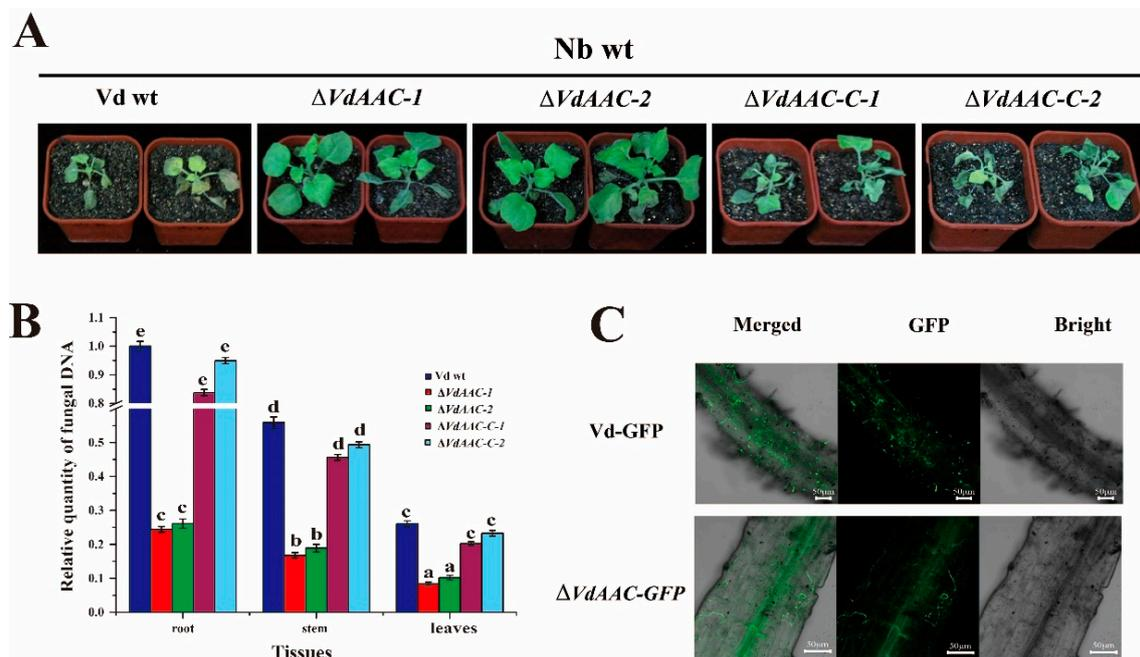 A
Nb wt
Vd wt ΔVdAAC-1 ΔVdAAC-2 ΔVdAAC-C-1 ΔVdAAC-C-2
B
Relative quantity of fungal DNA
1.1
1.0
0.9
0.8
0.5
0.4
0.3
0.2
0.1
0.0
e c c e e
d b b d d
c a a c c
Vd wt
ΔVdAAC-1
ΔVdAAC-2
ΔVdAAC-C-1
ΔVdAAC-C-2
root stem leaves
Tissues
C
Merged GFP Bright
Vd-GFP
50μm 50μm 50μm
ΔVdAAC-GFP
50μm 50μm 50μm